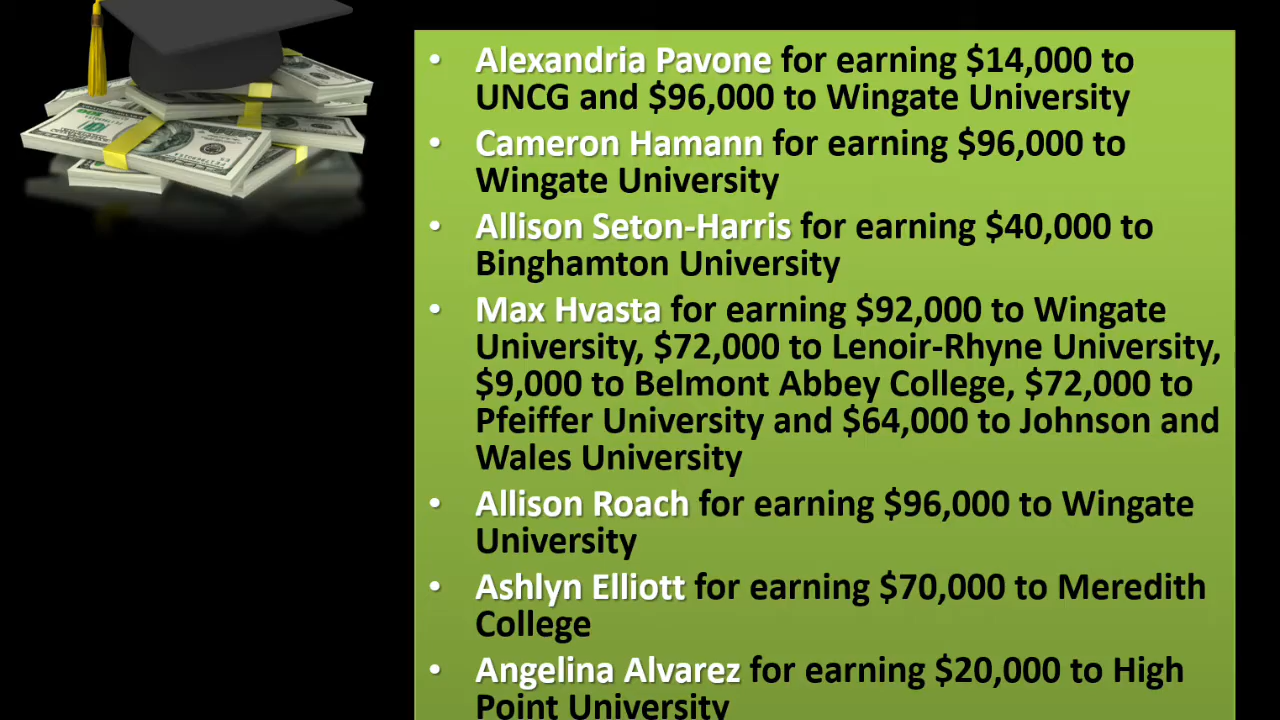 • Alexandria Pavone for earning $14,000 to
UNCG and $96,000 to Wingate University
• Cameron Hamann for earning $96,000 to
Wingate University
• Allison Seton-Harris for earning $40,000 to
Binghamton University
• Max Hvasta for earning $92,000 to Wingate
University, $72,000 to Lenoir-Rhyne University,
$9,000 to Belmont Abbey College, $72,000 to
Pfeiffer University and $64,000 to Johnson and
Wales University
• Allison Roach for earning $96,000 to Wingate
University
• Ashlyn Elliott for earning $70,000 to Meredith
College
• Angelina Alvarez for earning $20,000 to High
Point University